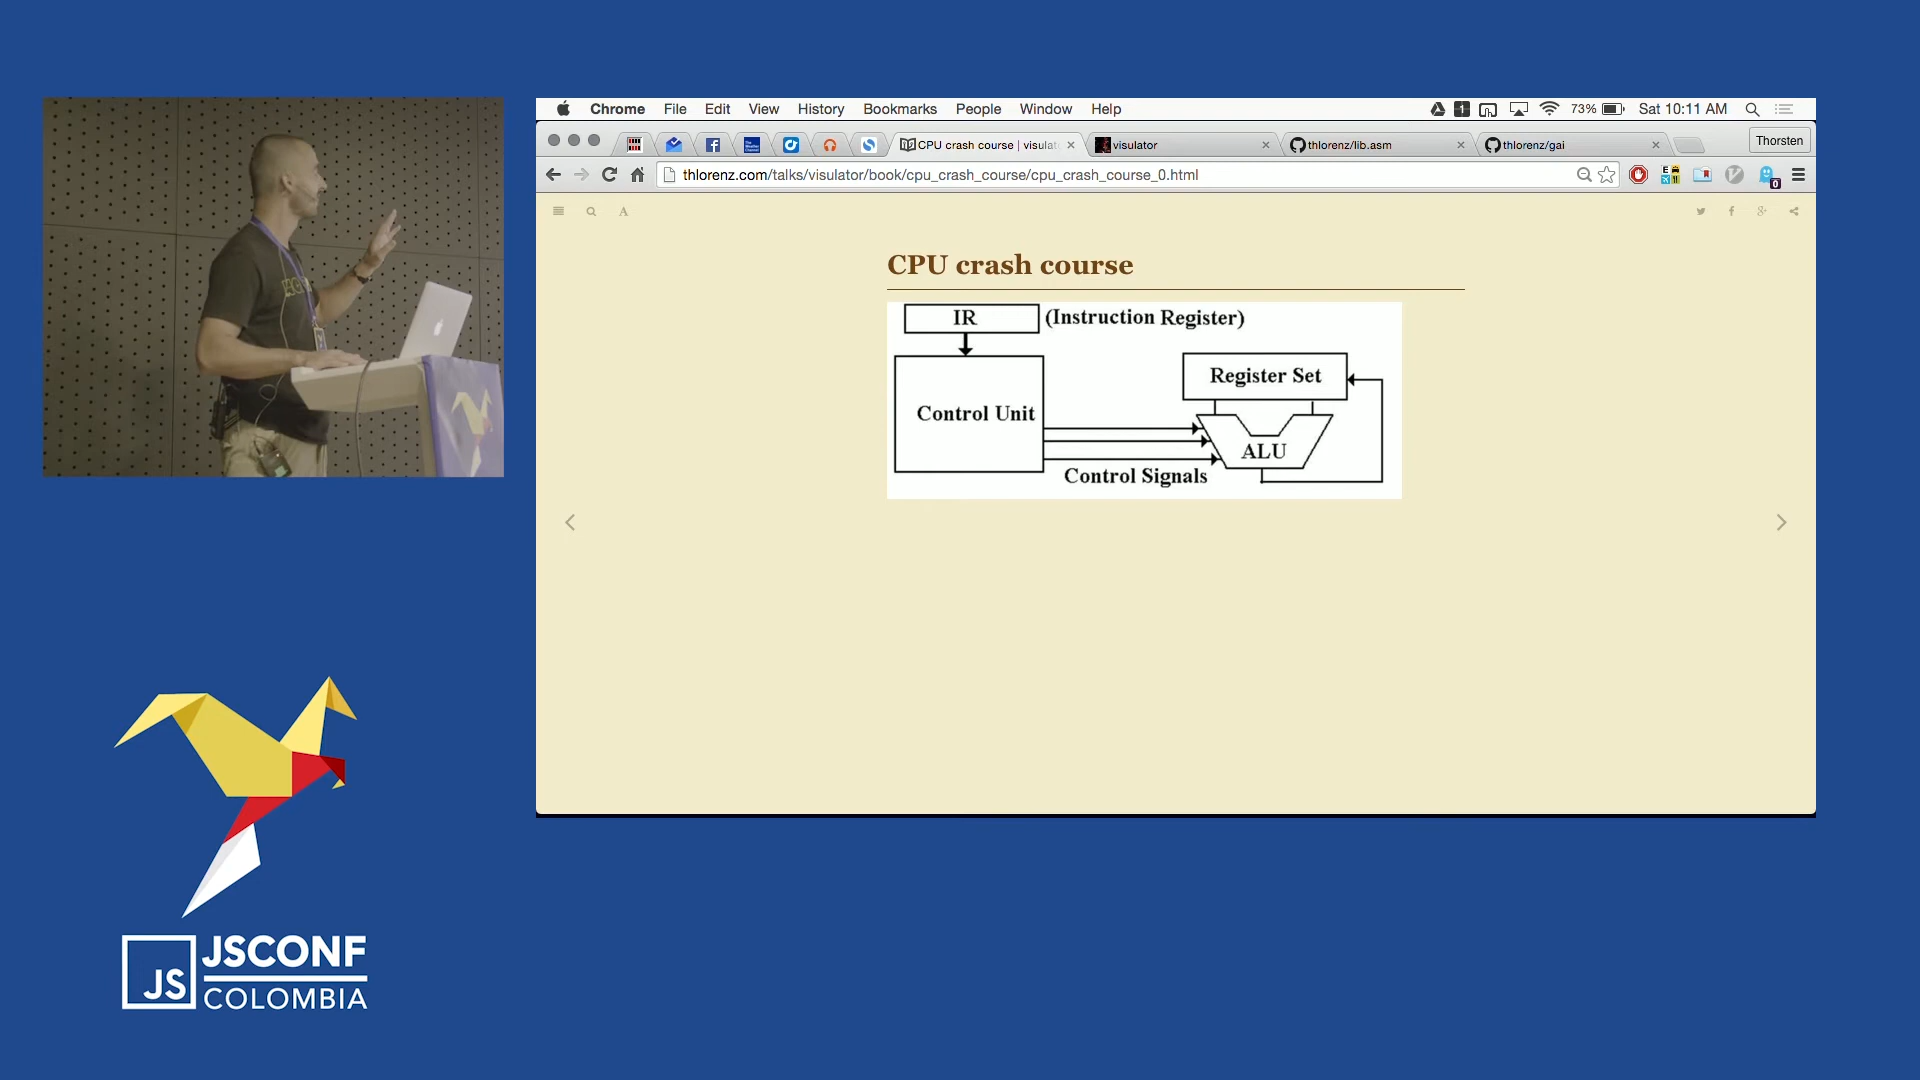 Chrome File Edit View History Bookmarks People Window Help
1
73%
Sat 10:11 AM
CPU crash course | visulat
visulator
thlorenz/lib.asm
thlorenz/gai
Thorsten
thlorenz.com/talks/visulator/book/cpu_crash_course/cpu_crash_course_0.html
0
A
CPU crash course
IR
(Instruction Register)
Register Set
Control Unit
ALU
Control Signals
JS
JSCONF
COLOMBIA